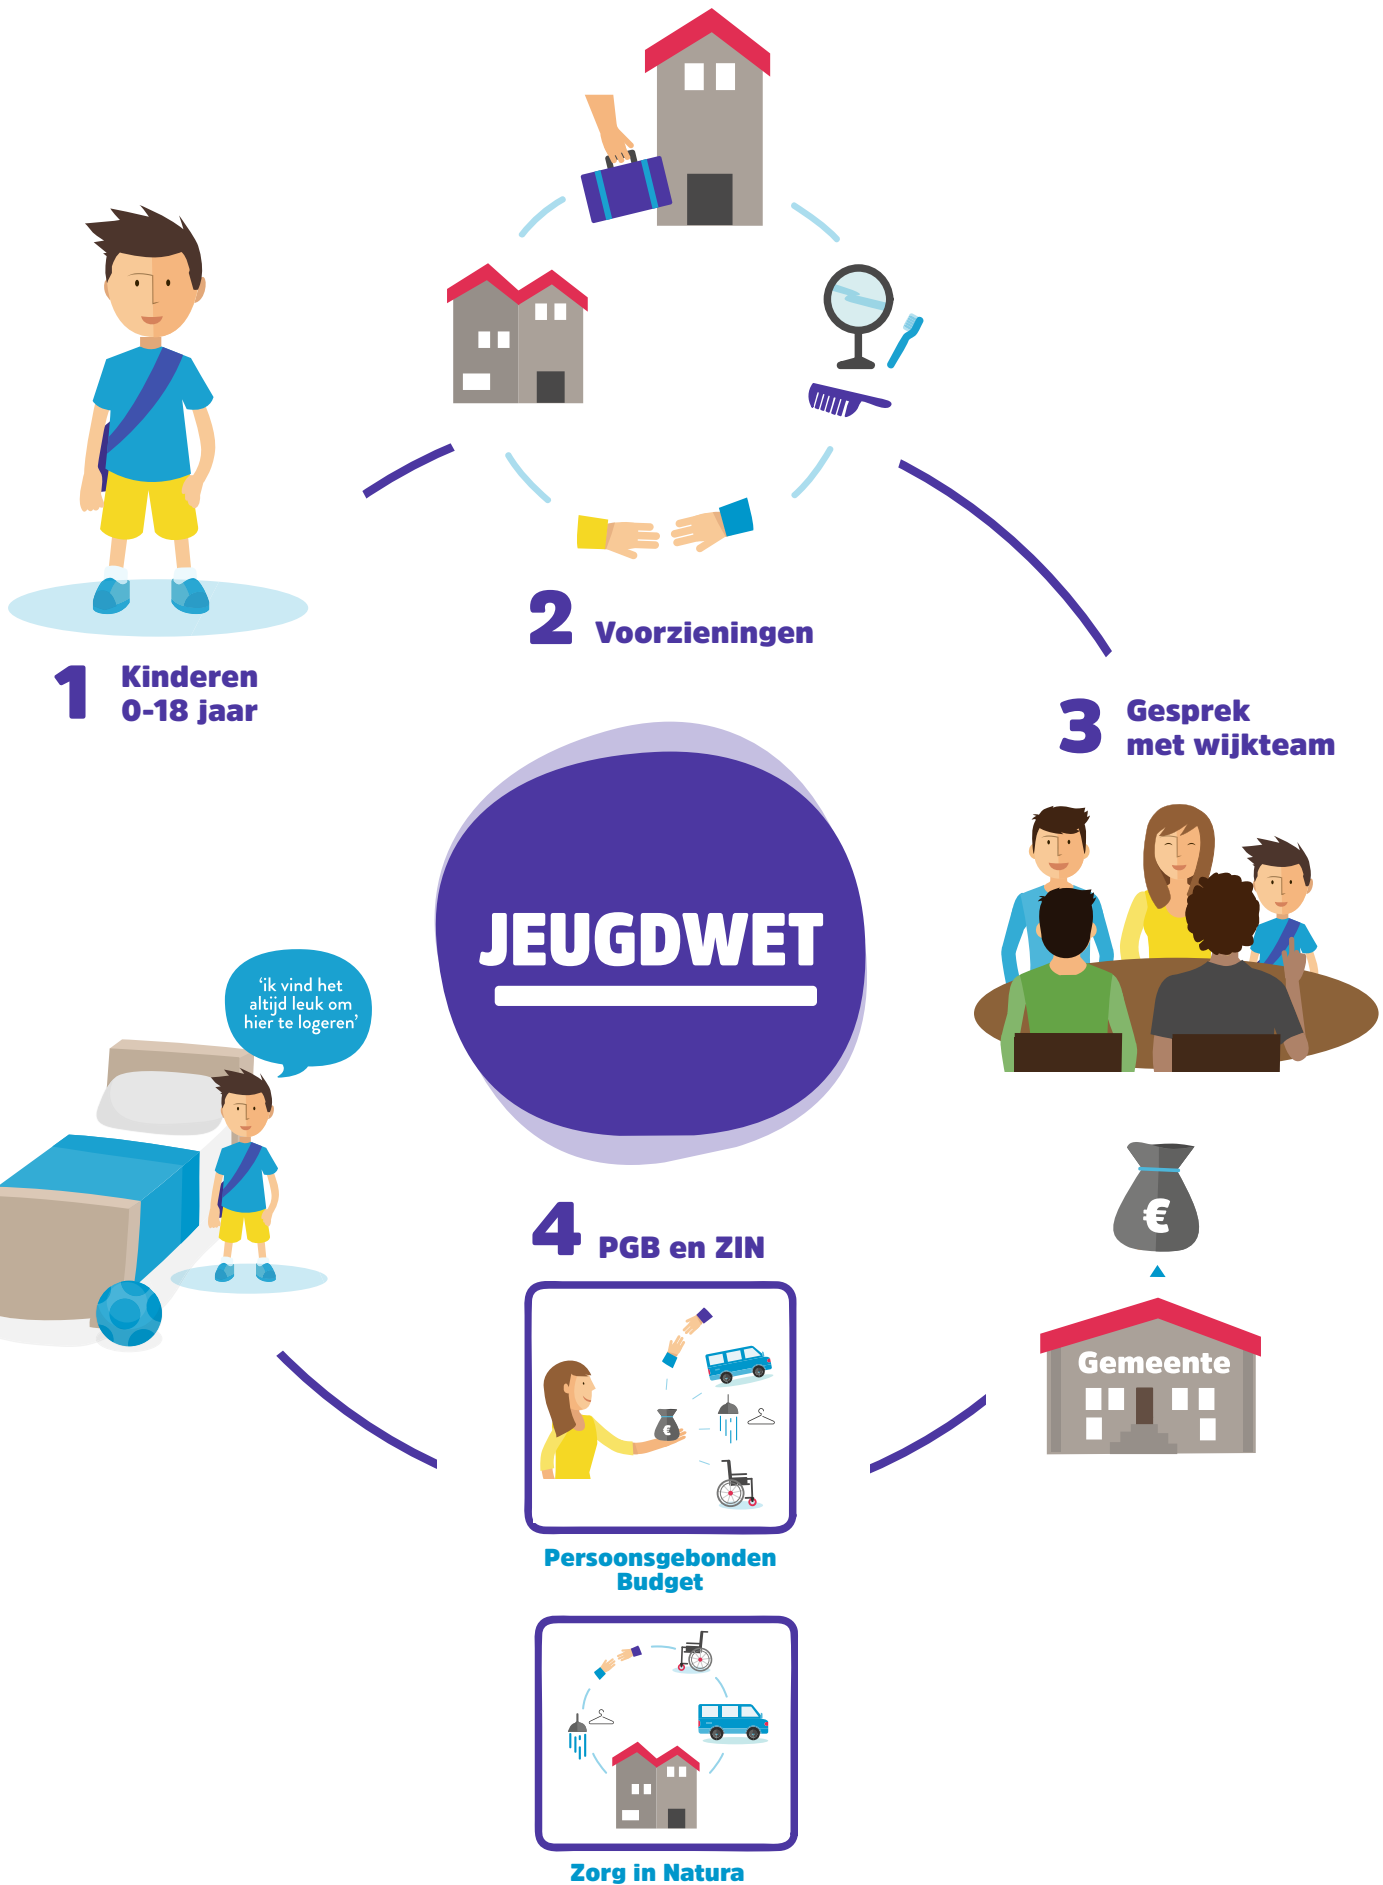 1 Kinderen
0-18 jaar
2 Voorzieningen
3 Gesprek
met wijkteam
JEUGDWET
‘ik vind het
altijd leuk om
hier te logeren’
€
Gemeente
4 PGB en ZIN
€
Persoonsgebonden
Budget
Zorg in Natura